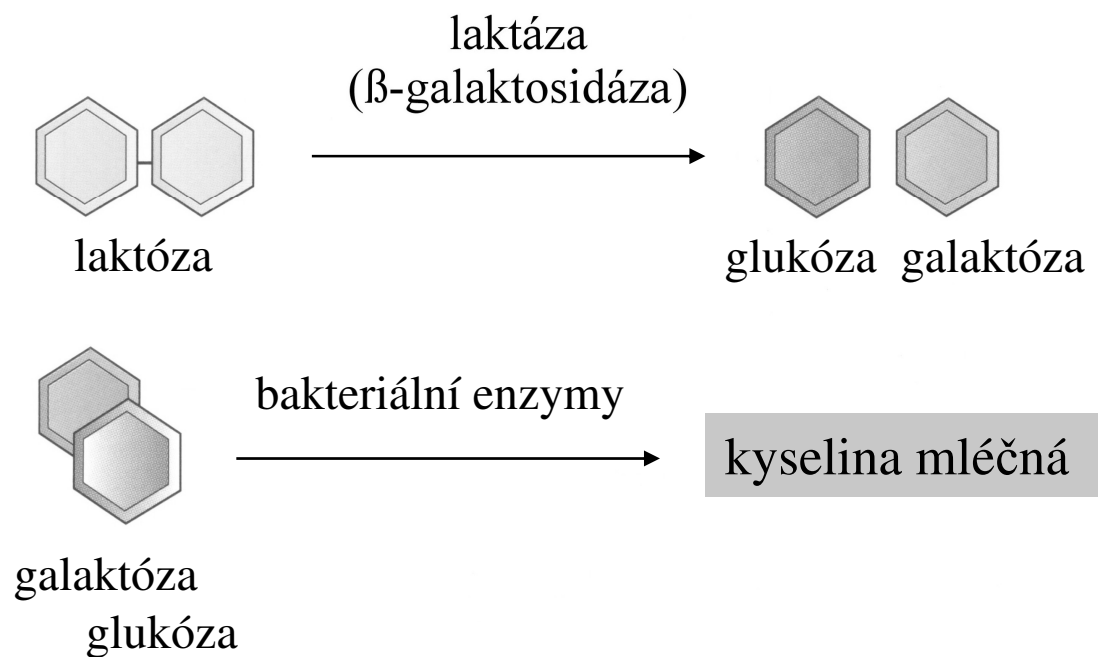 laktáza
(ß-galaktosidáza)
laktóza
glukóza galaktóza
bakteriální enzymy
kyselina mléčná
galaktóza
glukóza